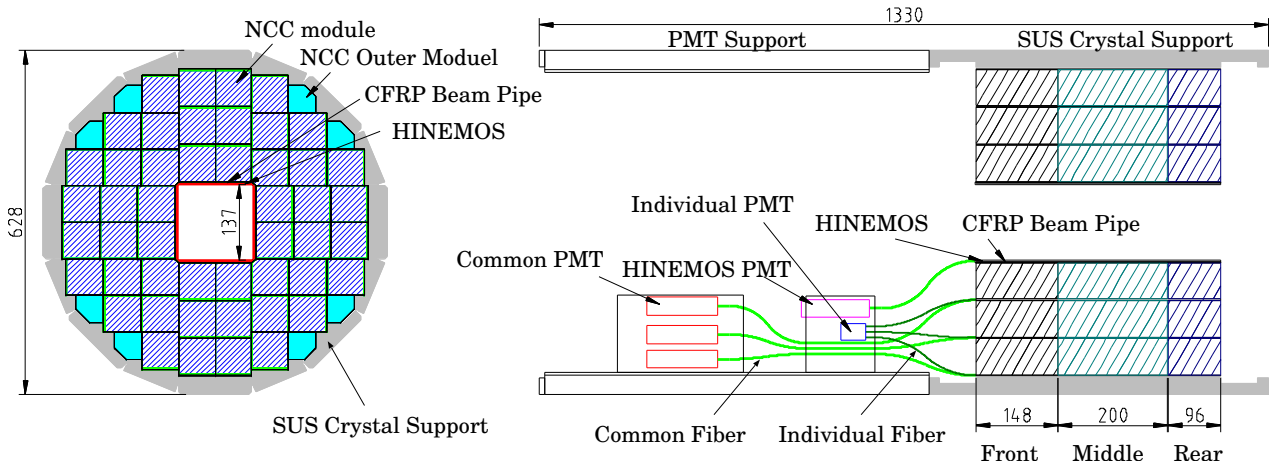 NCC module
NCC Outer Moduel
CFRP Beam Pipe
HINEMOS
628
137
SUS Crystal Support
1330
PMT Support
SUS Crystal Support
Individual PMT
HINEMOS
CFRP Beam Pipe
Common PMT
HINEMOS PMT
Common Fiber
Individual Fiber
148
200
96
Front
Middle
Rear